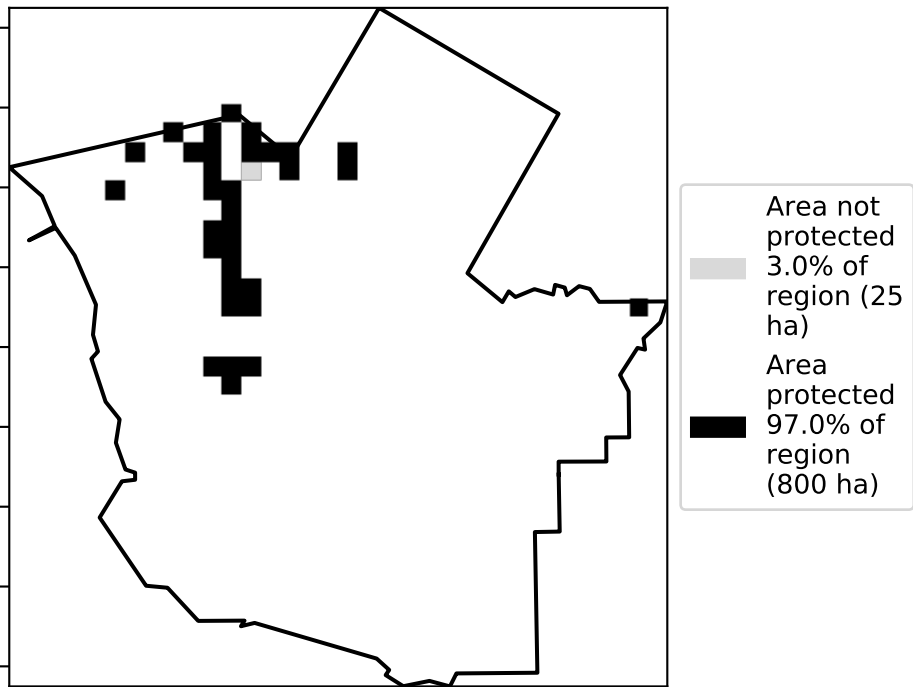 Area not
protected
3.0% of
region (25
ha)
Area
protected
97.0% of
region
(800 ha)